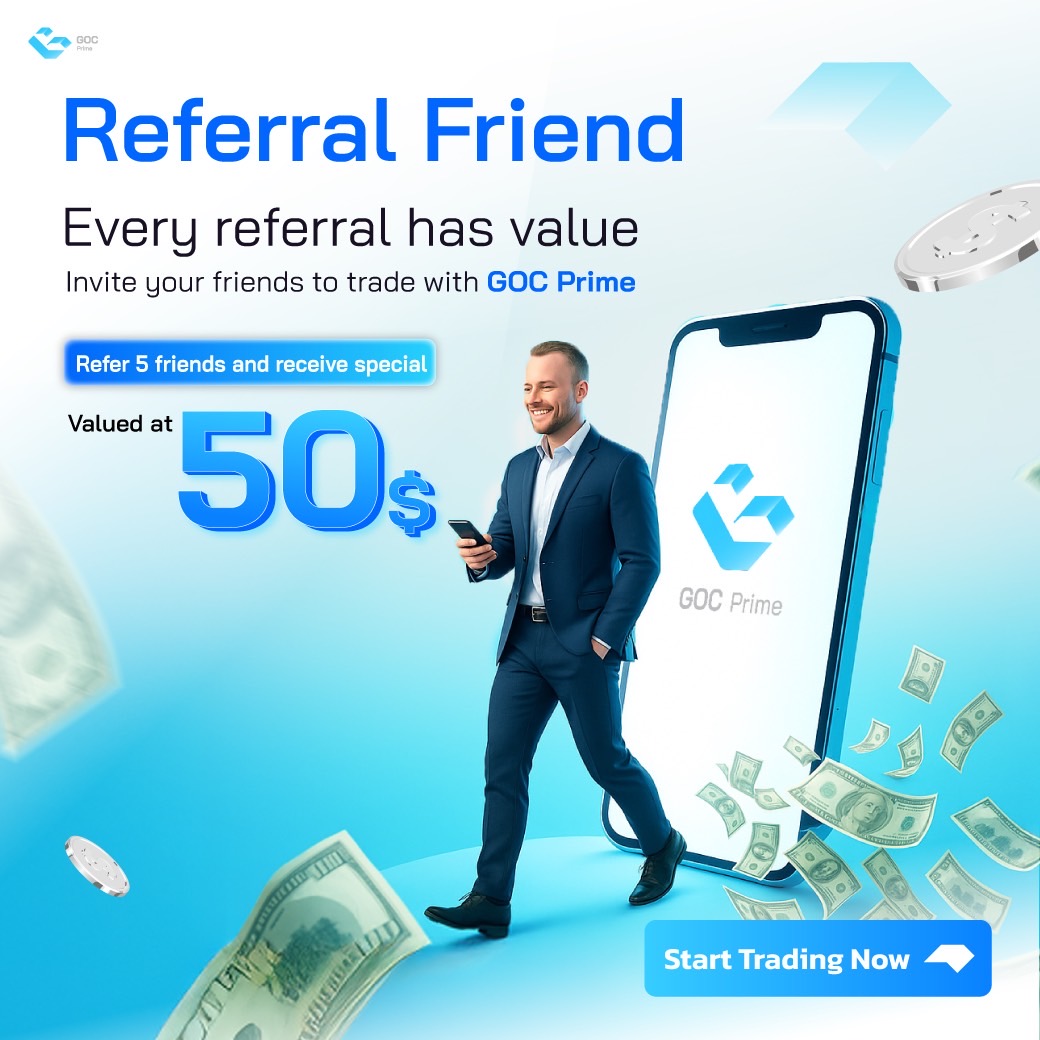 GOC
Prime
Referral Friend
Every referral has value
Invite your friends to trade with GOC Prime
Refer 5 friends and receive special
Valued at 50$
GOC Prime
Start Trading Now